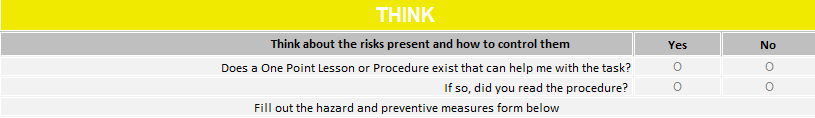 THINK
Think about the risks present and how to control them Yes No
Does a One Point Lesson or Procedure exist that can help me with the task? O O
If so, did you read the procedure? O O
Fill out the hazard and preventive measures form below